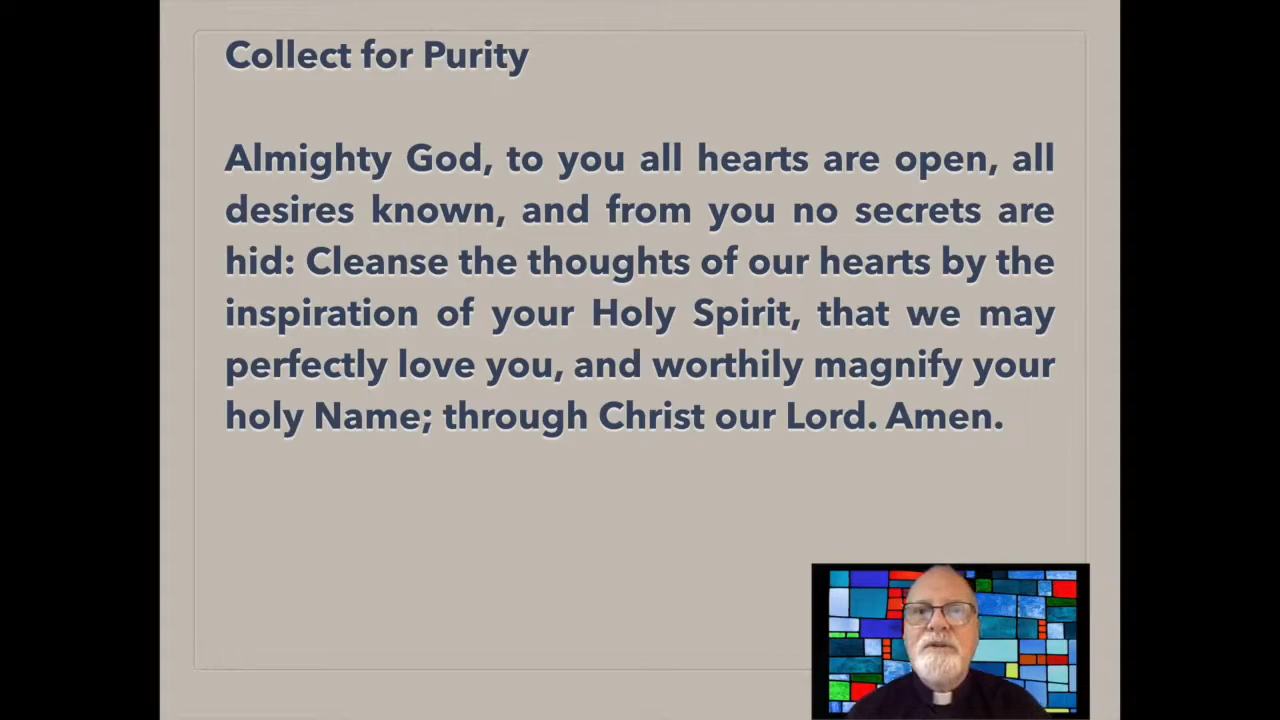 Collect for Purity
Almighty God, to you all hearts are open, all
desires known, and from you no secrets are
hid: Cleanse the thoughts of our hearts by the
inspiration of your Holy Spirit, that we may
perfectly love you, and worthily magnify your
holy Name; through Christ our Lord. Amen.